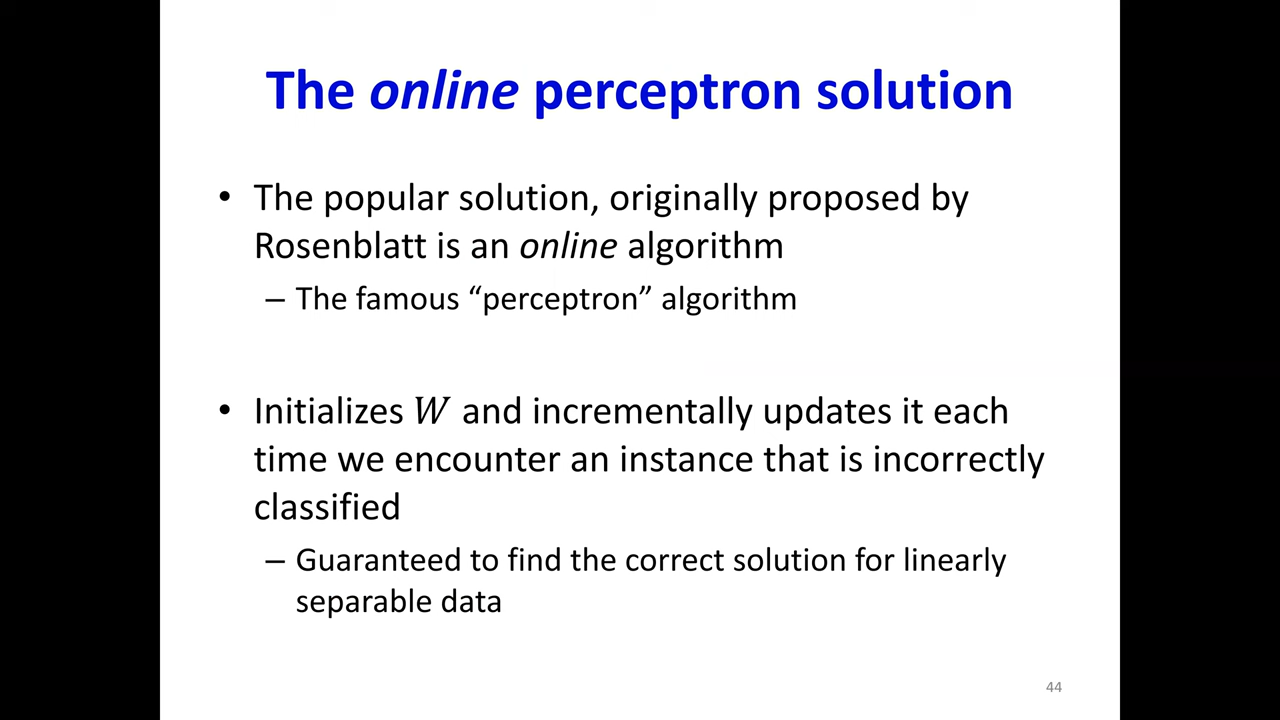 The online perceptron solution
• The popular solution, originally proposed by
Rosenblatt is an online algorithm
– The famous “perceptron” algorithm
• Initializes W and incrementally updates it each
time we encounter an instance that is incorrectly
classified
– Guaranteed to find the correct solution for linearly
separable data
44